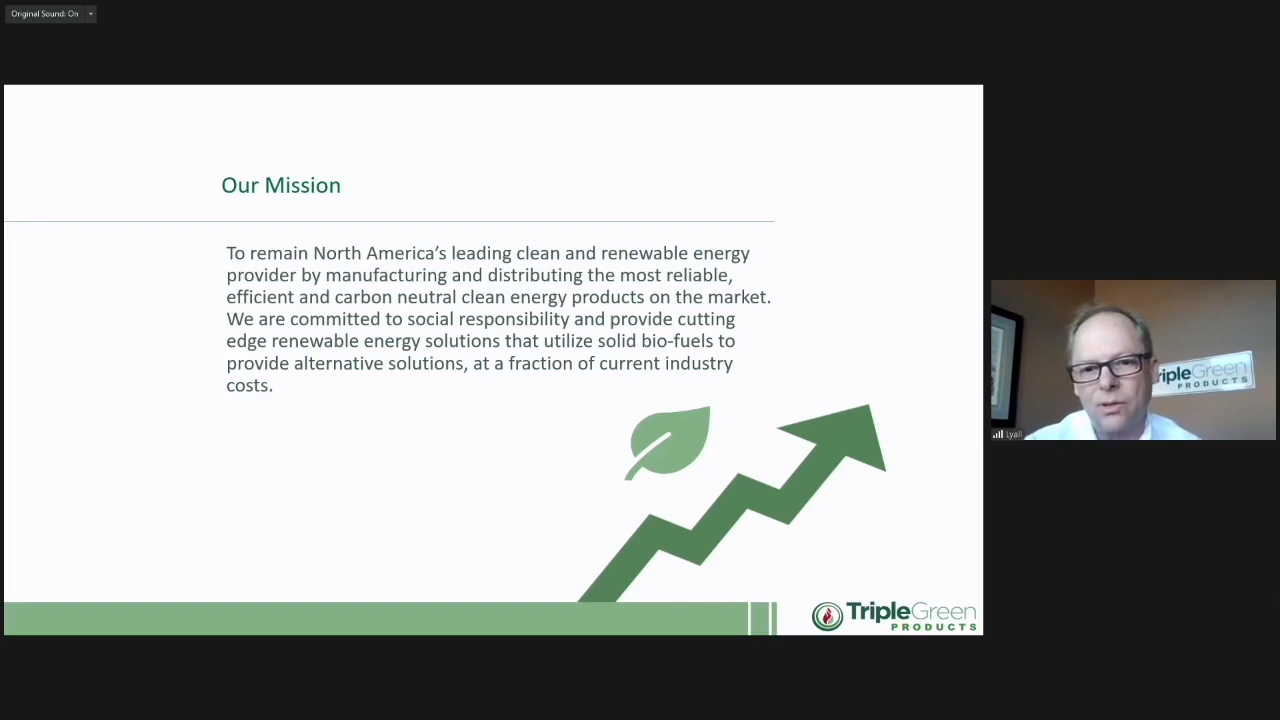 Original Sound: On
Our Mission
To remain North America’s leading clean and renewable energy
provider by manufacturing and distributing the most reliable,
efficient and carbon neutral clean energy products on the market.
We are committed to social responsibility and provide cutting
edge renewable energy solutions that utilize solid bio-fuels to
provide alternative solutions, at a fraction of current industry
costs.
TripleGreen
PRODUCTS
ripleGreen
PRODUCTS
Lyall